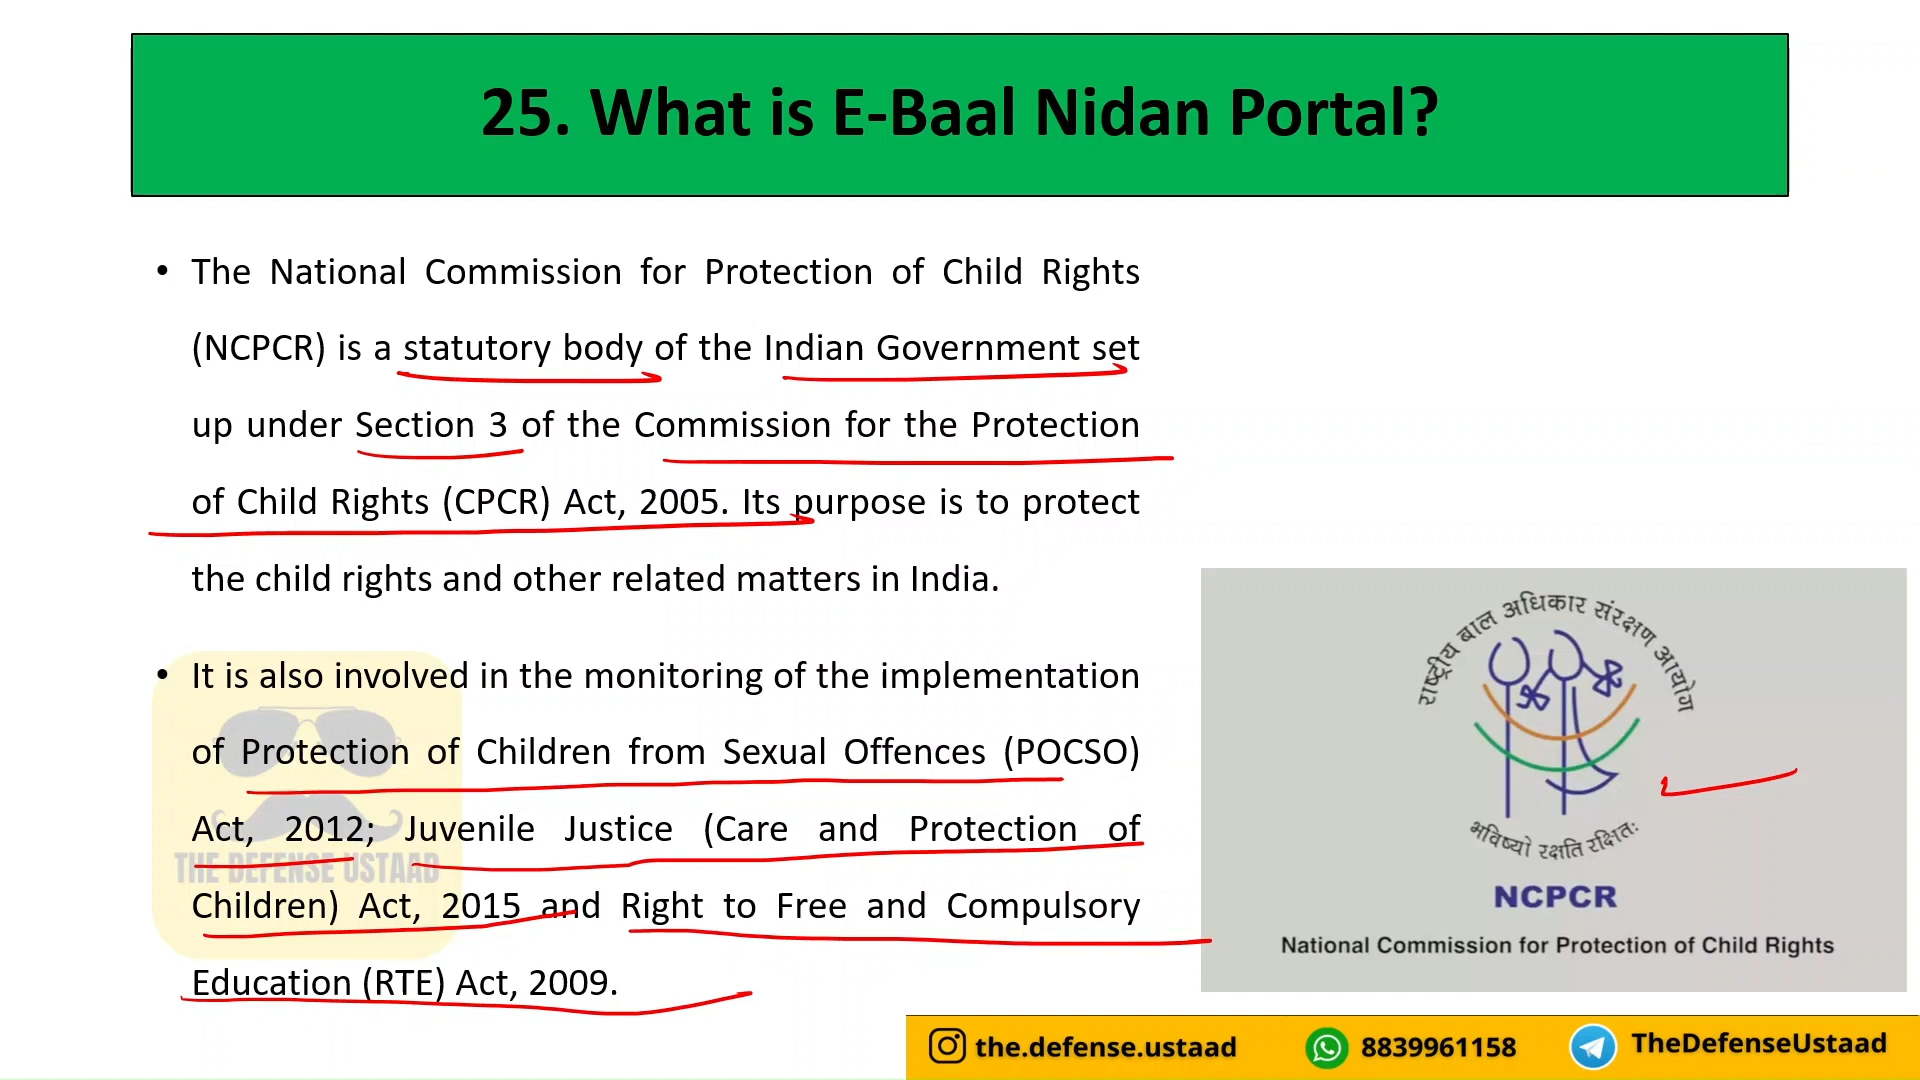 25. What is E-Baal Nidan Portal?
• The National Commission for Protection of Child Rights
(NCPCR) is a statutory body of the Indian Government set
up under Section 3 of the Commission for the Protection
of Child Rights (CPCR) Act, 2005. Its purpose is to protect
the child rights and other related matters in India.
• It is also involved in the monitoring of the implementation
of Protection of Children from Sexual Offences (POCSO)
Act, 2012; Juvenile Justice (Care and Protection of
Children) Act, 2015 and Right to Free and Compulsory
Education (RTE) Act, 2009.
THE DEFENSE USTAAD
राष्ट्रीय बाल अधिकार संरक्षण आयोग
भविष्यो रक्षति रक्षित:
NCPCR
National Commission for Protection of Child Rights
the.defense.ustaad
8839961158
TheDefenseUstaad